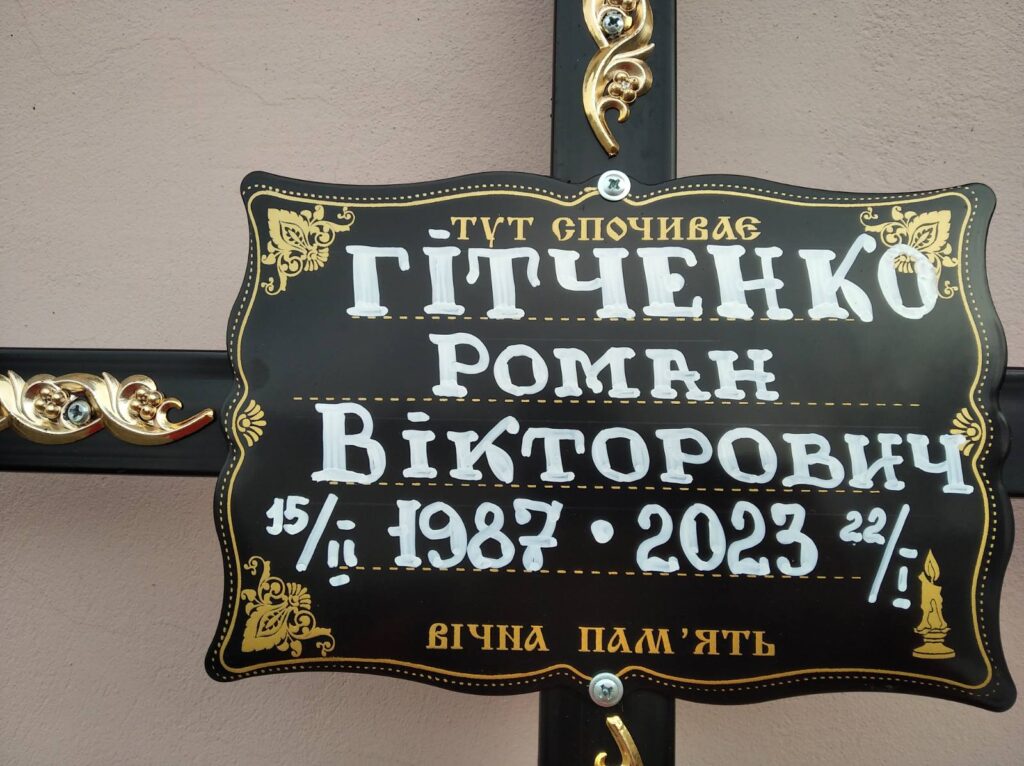 ТУТ СПОЧИВАЄ
ГІТЧЕНКО
РОМАН
ВІКТОРОВИЧ
15/II 1987 • 2023 22/I
ВІЧНА ПАМ'ЯТЬ